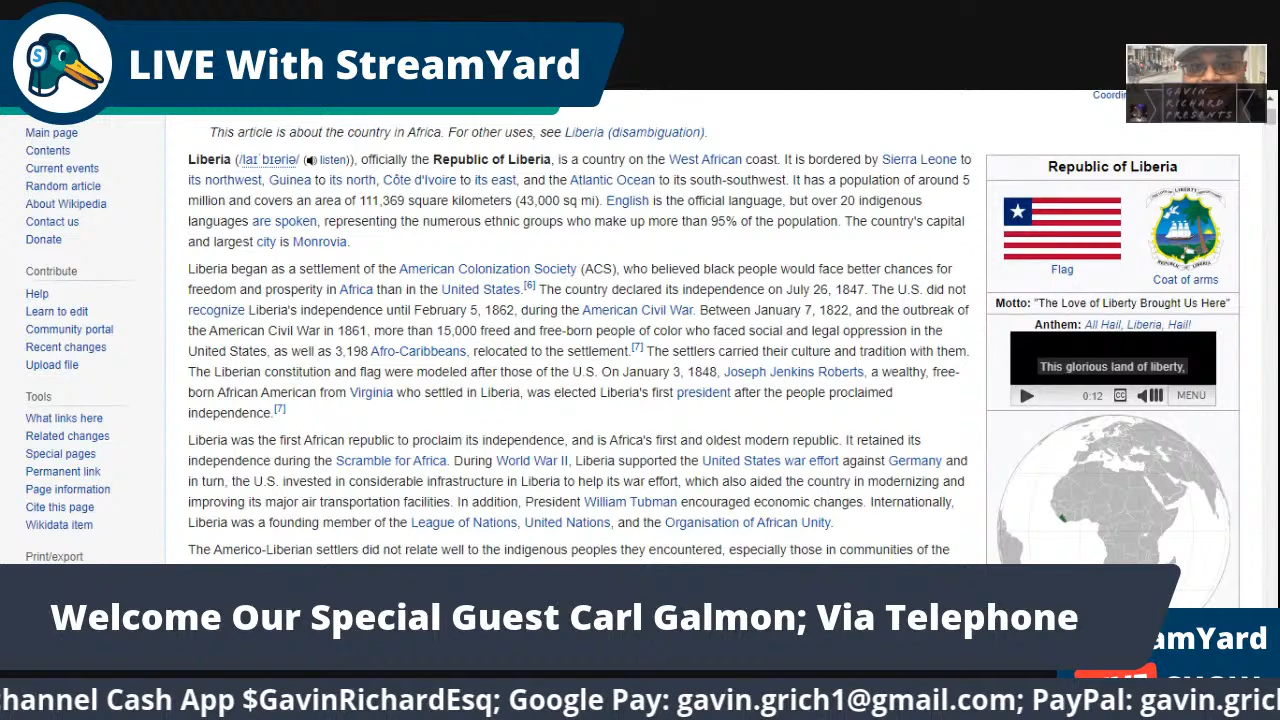 LIVE With StreamYard
Coordin
GAVIN
RICHARD
PRESENTS
Main page
Contents
Current events
Random article
About Wikipedia
Contact us
Donate
Contribute
Help
Learn to edit
Community portal
Recent changes
Upload file
Tools
What links here
Related changes
Special pages
Permanent link
Page information
Cite this page
Wikidata item
Print/export
This article is about the country in Africa. For other uses, see Liberia (disambiguation).
Liberia (/laɪˈbɪəriə/ (listen)), officially the Republic of Liberia, is a country on the West African coast. It is bordered by Sierra Leone to
its northwest, Guinea to its north, Côte d'Ivoire to its east, and the Atlantic Ocean to its south-southwest. It has a population of around 5
million and covers an area of 111,369 square kilometers (43,000 sq mi). English is the official language, but over 20 indigenous
languages are spoken, representing the numerous ethnic groups who make up more than 95% of the population. The country's capital
and largest city is Monrovia.
Liberia began as a settlement of the American Colonization Society (ACS), who believed black people would face better chances for
freedom and prosperity in Africa than in the United States.[6] The country declared its independence on July 26, 1847. The U.S. did not
recognize Liberia's independence until February 5, 1862, during the American Civil War. Between January 7, 1822, and the outbreak of
the American Civil War in 1861, more than 15,000 freed and free-born people of color who faced social and legal oppression in the
United States, as well as 3,198 Afro-Caribbeans, relocated to the settlement.[7] The settlers carried their culture and tradition with them.
The Liberian constitution and flag were modeled after those of the U.S. On January 3, 1848, Joseph Jenkins Roberts, a wealthy, free-
born African American from Virginia who settled in Liberia, was elected Liberia's first president after the people proclaimed
independence.[7]
Liberia was the first African republic to proclaim its independence, and is Africa's first and oldest modern republic. It retained its
independence during the Scramble for Africa. During World War II, Liberia supported the United States war effort against Germany and
in turn, the U.S. invested in considerable infrastructure in Liberia to help its war effort, which also aided the country in modernizing and
improving its major air transportation facilities. In addition, President William Tubman encouraged economic changes. Internationally,
Liberia was a founding member of the League of Nations, United Nations, and the Organisation of African Unity.
The Americo-Liberian settlers did not relate well to the indigenous peoples they encountered, especially those in communities of the
Republic of Liberia
Flag
Coat of arms
Motto: "The Love of Liberty Brought Us Here"
Anthem: All Hail, Liberia, Hail!
This glorious land of liberty,
0:12 CC MENU
Welcome Our Special Guest Carl Galmon; Via Telephone
amYard
hannel Cash App $GavinRichardEsq; Google Pay: gavin.grich1@gmail.com; PayPal: gavin.gric